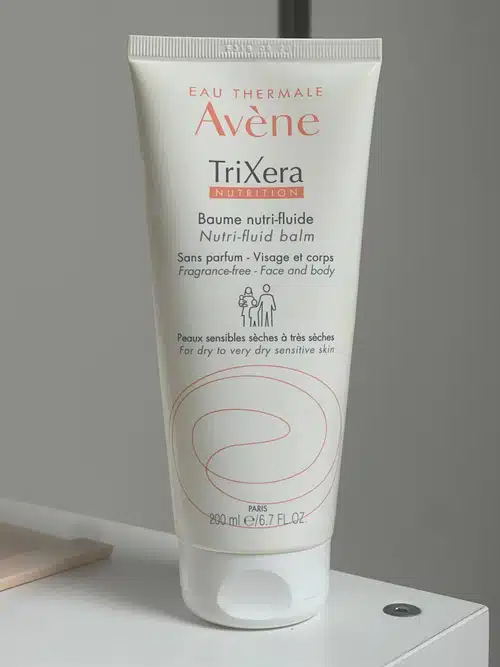 EAU THERMALE
Avène
TriXera
NUTRITION
Baume nutri-fluide
Nutri-fluid balm
Sans parfum - Visage et corps
Fragrance-free - Face and body
Peaux sensibles sèches à très sèches
For dry to very dry sensitive skin
PARIS
200 ml ℮/6.7 FL.OZ.